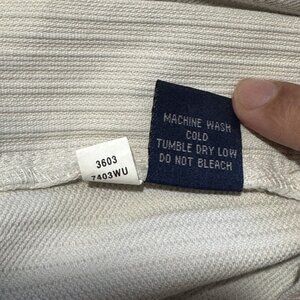 3603
7403WU
MACHINE WASH
COLD
TUMBLE DRY LOW
DO NOT BLEACH